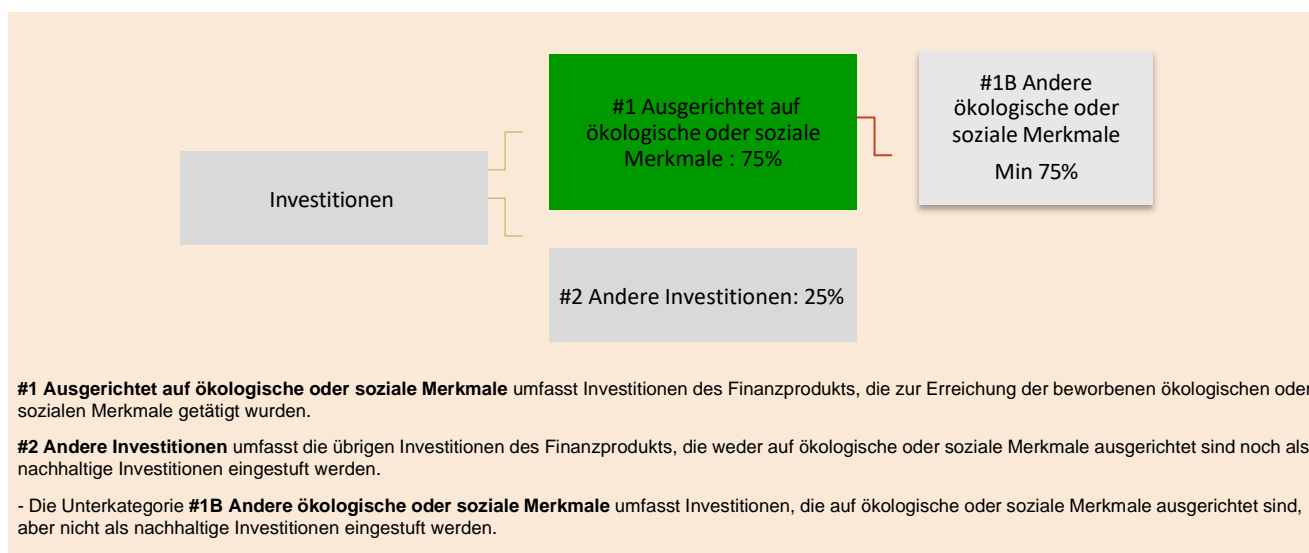 #1 Ausgerichtet auf
ökologische oder soziale
Merkmale : 75%
#1B Andere
ökologische oder
soziale Merkmale
Min 75%
Investitionen
#2 Andere Investitionen: 25%
#1 Ausgerichtet auf ökologische oder soziale Merkmale umfasst Investitionen des Finanzprodukts, die zur Erreichung der beworbenen ökologischen oder
sozialen Merkmale getätigt wurden.
#2 Andere Investitionen umfasst die übrigen Investitionen des Finanzprodukts, die weder auf ökologische oder soziale Merkmale ausgerichtet sind noch als
nachhaltige Investitionen eingestuft werden.
- Die Unterkategorie #1B Andere ökologische oder soziale Merkmale umfasst Investitionen, die auf ökologische oder soziale Merkmale ausgerichtet sind,
aber nicht als nachhaltige Investitionen eingestuft werden.